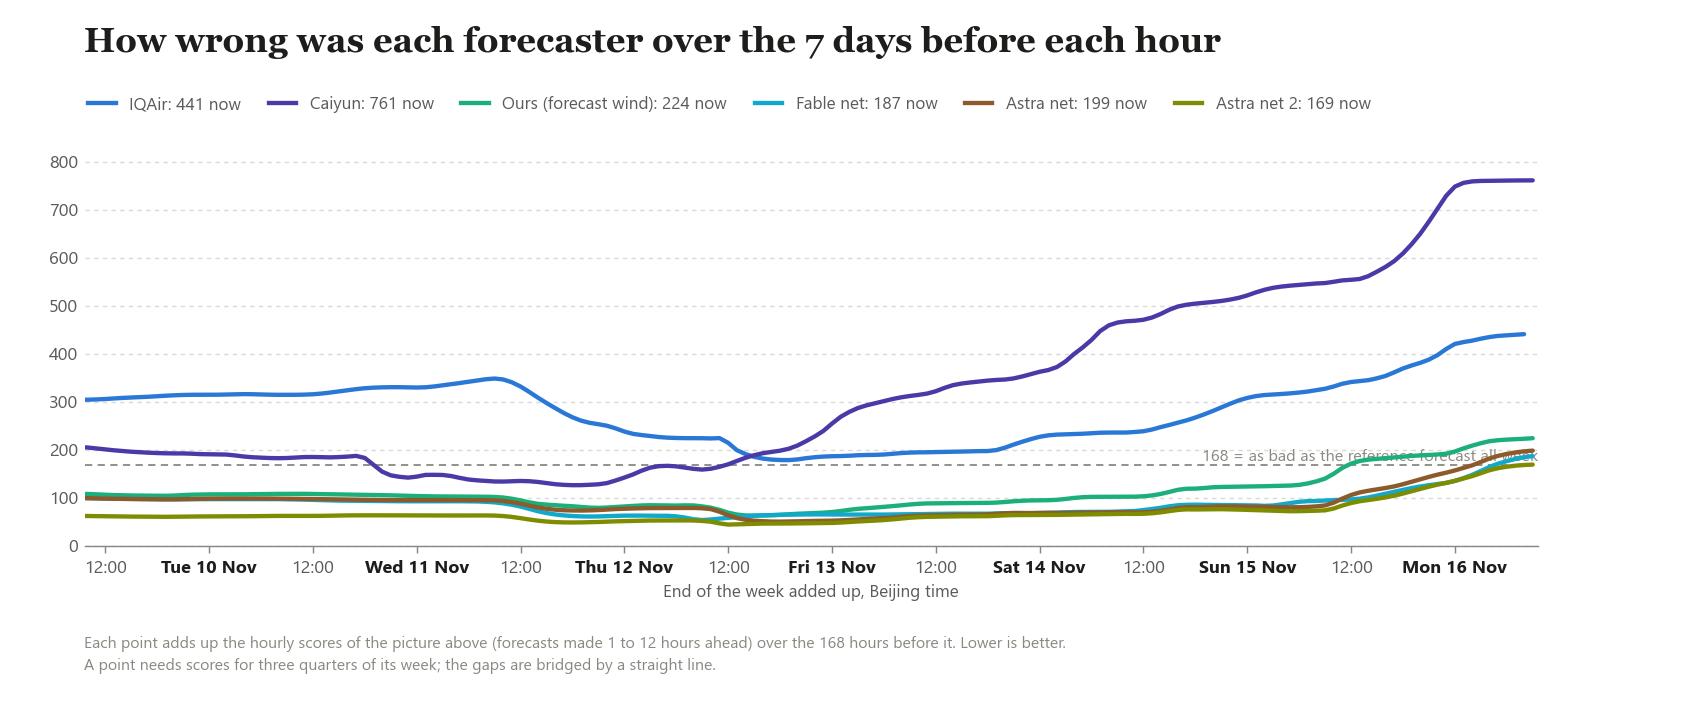 How wrong was each forecaster over the 7 days before each hour
IQAir: 441 now
Caiyun: 761 now
Ours (forecast wind): 224 now
Fable net: 187 now
Astra net: 199 now
Astra net 2: 169 now
800
700
600
500
400
300
200
168 = as bad as the reference forecast all week
100
0
12:00
Tue 10 Nov
12:00
Wed 11 Nov
12:00
Thu 12 Nov
12:00
Fri 13 Nov
12:00
Sat 14 Nov
12:00
Sun 15 Nov
12:00
Mon 16 Nov
End of the week added up, Beijing time
Each point adds up the hourly scores of the picture above (forecasts made 1 to 12 hours ahead) over the 168 hours before it. Lower is better.
A point needs scores for three quarters of its week; the gaps are bridged by a straight line.